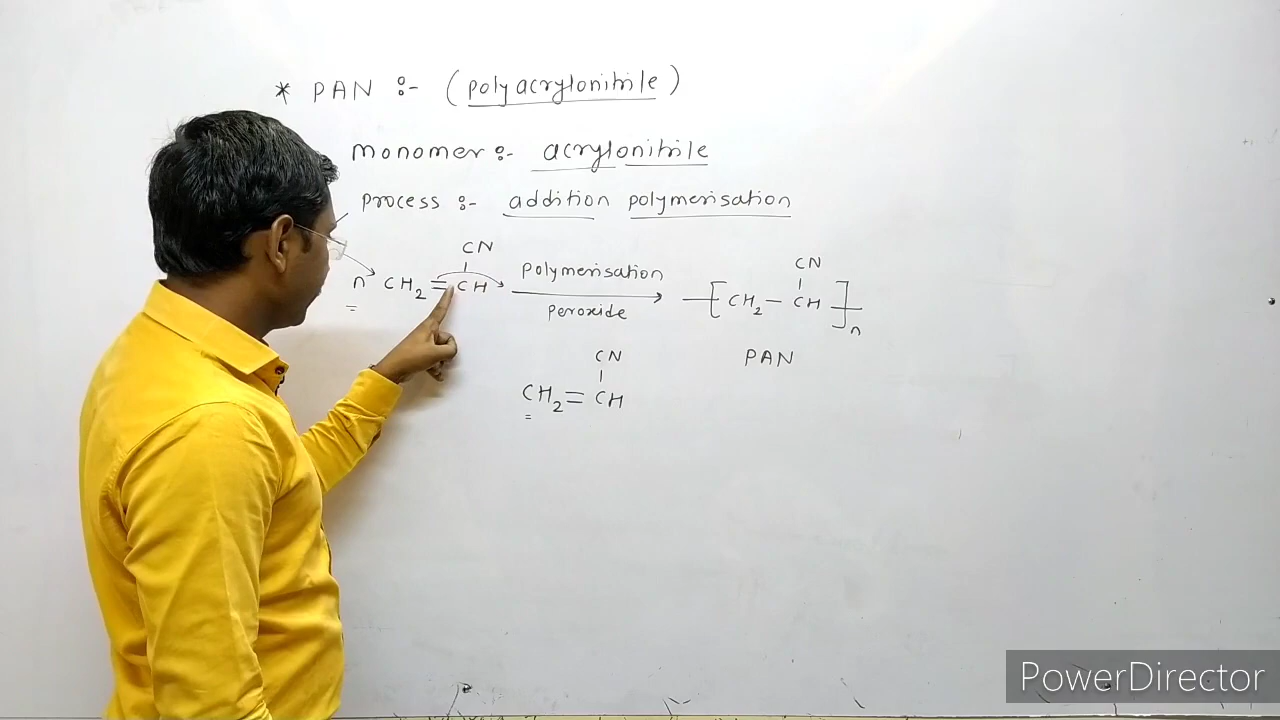 * PAN :- (polyacrylonitrile)
monomer :- acrylonitrile
process :- addition polymerisation
CN
n CH2 = CH
polymerisation
peroxide
CN
[CH2 - CH]n
CN
CH2 = CH
PAN
PowerDirector